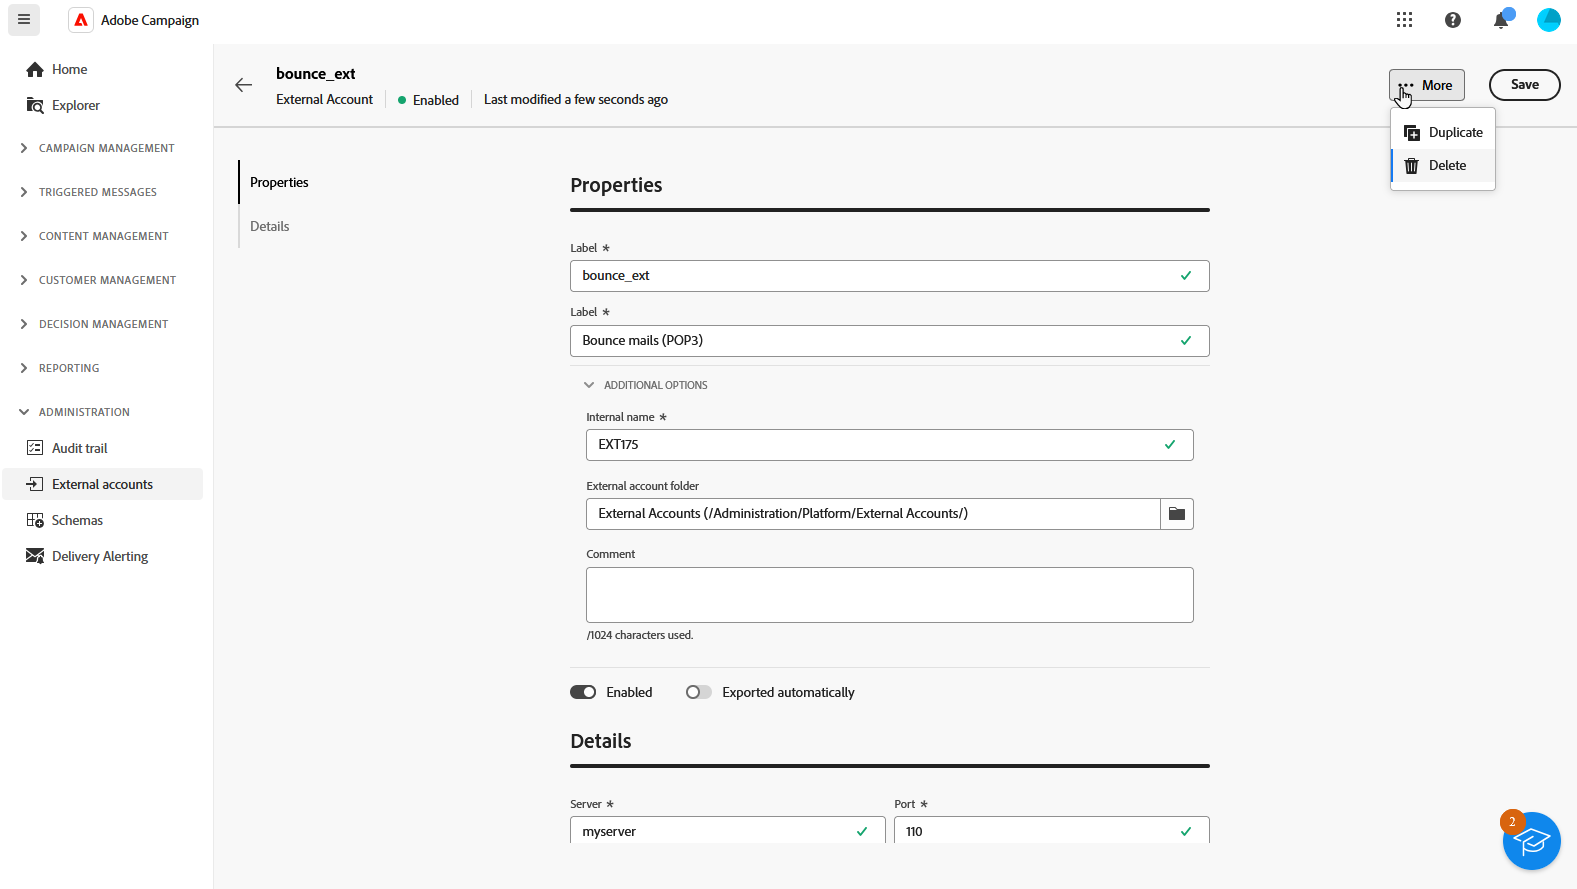 Adobe Campaign
Home
Explorer
CAMPAIGN MANAGEMENT
TRIGGERED MESSAGES
CONTENT MANAGEMENT
CUSTOMER MANAGEMENT
DECISION MANAGEMENT
REPORTING
ADMINISTRATION
Audit trail
External accounts
Schemas
Delivery Alerting
bounce_ext
External Account
Enabled
Last modified a few seconds ago
More
Save
Duplicate
Delete
Properties
Details
Properties
Label *
bounce_ext
Label *
Bounce mails (POP3)
ADDITIONAL OPTIONS
Internal name *
EXT175
External account folder
External Accounts (/Administration/Platform/External Accounts/)
Comment
/1024 characters used.
Enabled
Exported automatically
Details
Server *
Port *
myserver
110
2